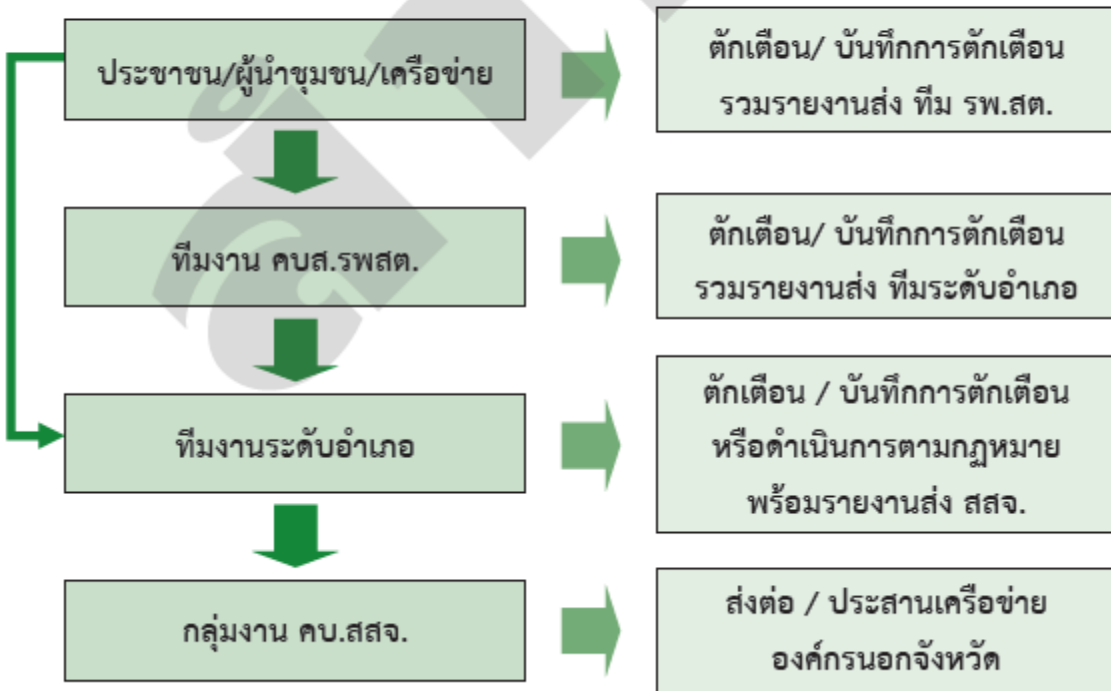 ประชาชน/ผู้นำชุมชน/เครือข่าย
ตักเตือน/ บันทึกการตักเตือน
รวมรายงานส่ง ทีม รพ.สต.
ทีมงาน คบส.รพสต.
ตักเตือน/ บันทึกการตักเตือน
รวมรายงานส่ง ทีมระดับอำเภอ
ทีมงานระดับอำเภอ
ตักเตือน / บันทึกการตักเตือน
หรือดำเนินการตามกฎหมาย
พร้อมรายงานส่ง สสจ.
กลุ่มงาน คบ.สสจ.
ส่งต่อ / ประสานเครือข่าย
องค์กรนอกจังหวัด